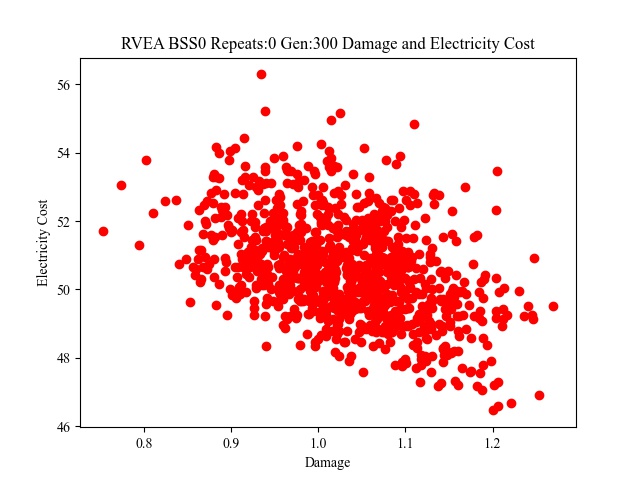 RVEA BSS0 Repeats:0 Gen:300 Damage and Electricity Cost
56
54
52
50
48
46
Electricity Cost
0.8 0.9 1.0 1.1 1.2
Damage